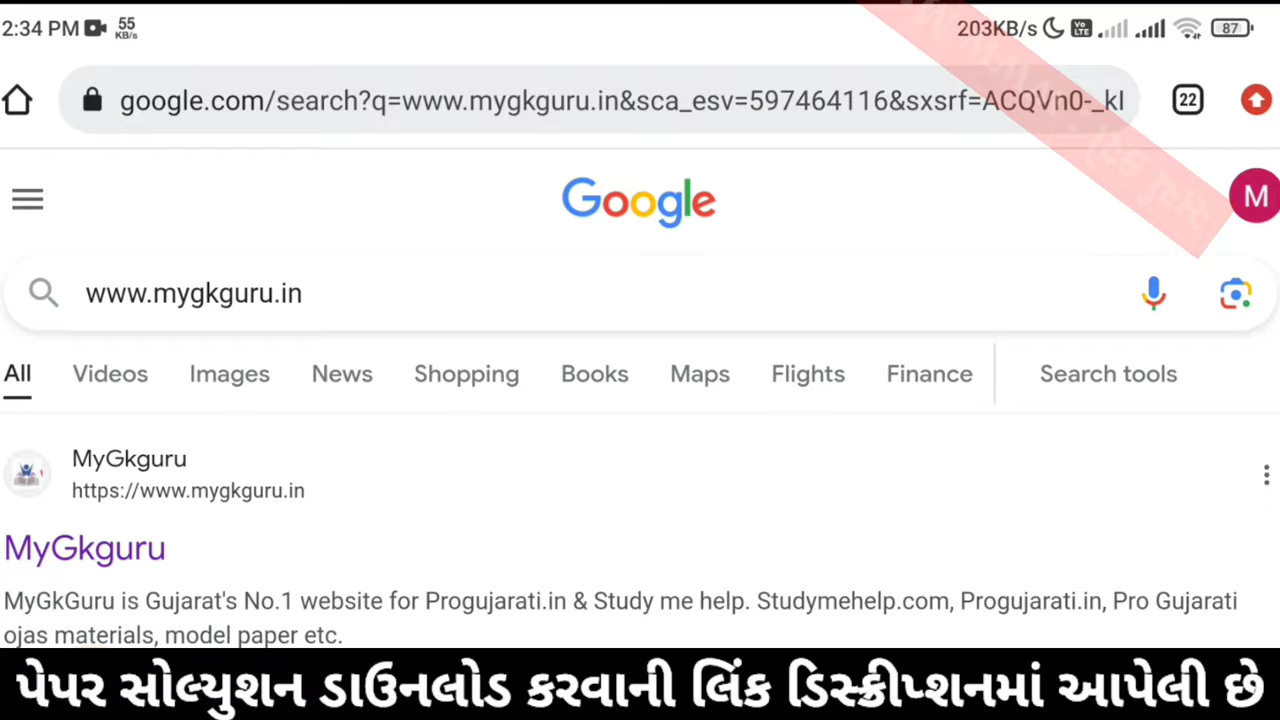 2:34 PM 55 KB/s 203KB/s Vo LTE 87
google.com/search?q=www.mygkguru.in&sca_esv=597464116&sxsrf=ACQVn0-_kI 22
Google
M
www.mygkguru.in
All Videos Images News Shopping Books Maps Flights Finance Search tools
MyGkguru
https://www.mygkguru.in
MyGkguru
MyGkGuru is Gujarat's No.1 website for Progujarati.in & Study me help. Studymehelp.com, Progujarati.in, Pro Gujarati
ojas materials, model paper etc.
પેપર સોલ્યુશન ડાઉનલોડ કરવાની લિંક ડિસ્ક્રીપ્શનમાં આપેલી છે